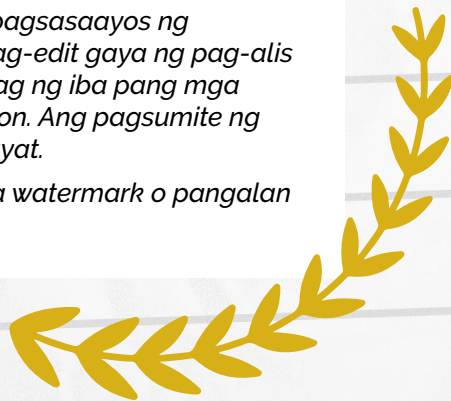 pagsasaayos ng
ag-edit gaya ng pag-alis
ag ng iba pang mga
on. Ang pagsumite ng
yat.
a watermark o pangalan